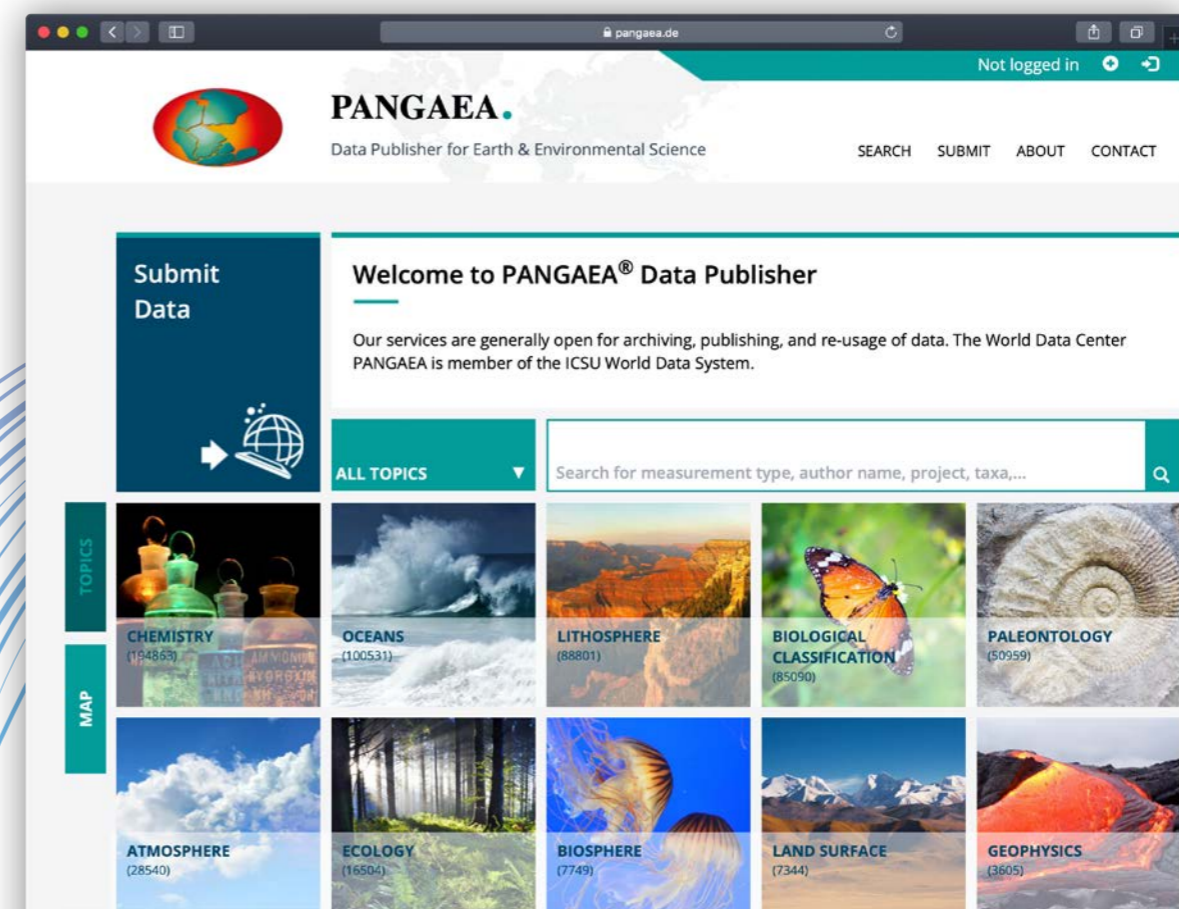 pangaea.de
Not logged in
PANGAEA.
Data Publisher for Earth & Environmental Science
SEARCH SUBMIT ABOUT CONTACT
Submit
Data
Welcome to PANGAEA® Data Publisher
Our services are generally open for archiving, publishing, and re-usage of data. The World Data Center
PANGAEA is member of the ICSU World Data System.
ALL TOPICS
Search for measurement type, author name, project, taxa,...
TOPICS
MAP
CHEMISTRY
(194863)
OCEANS
(100531)
LITHOSPHERE
(88801)
BIOLOGICAL
CLASSIFICATION
(85090)
PALEONTOLOGY
(50959)
ATMOSPHERE
(28540)
ECOLOGY
(16504)
BIOSPHERE
(7749)
LAND SURFACE
(7344)
GEOPHYSICS
(3605)